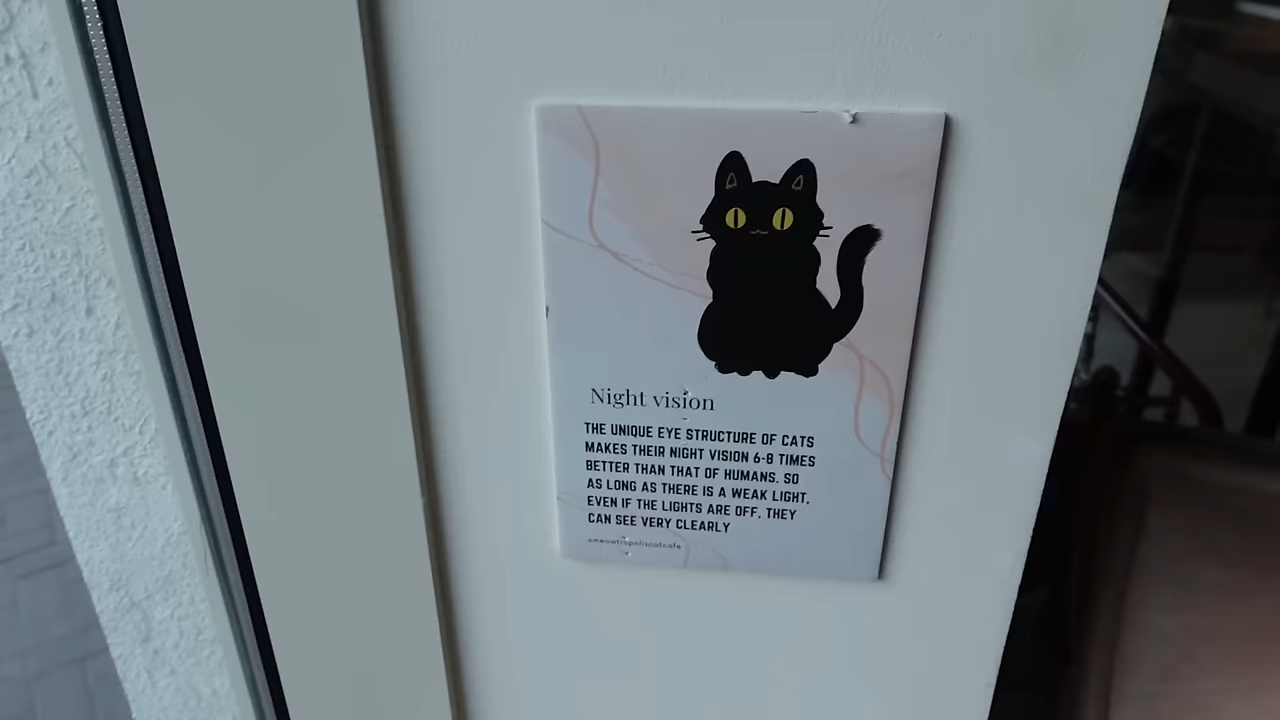 Night vision
THE UNIQUE EYE STRUCTURE OF CATS
MAKES THEIR NIGHT VISION 6-8 TIMES
BETTER THAN THAT OF HUMANS. SO
AS LONG AS THERE IS A WEAK LIGHT,
EVEN IF THE LIGHTS ARE OFF, THEY
CAN SEE VERY CLEARLY
@meowtropoliscatcafe